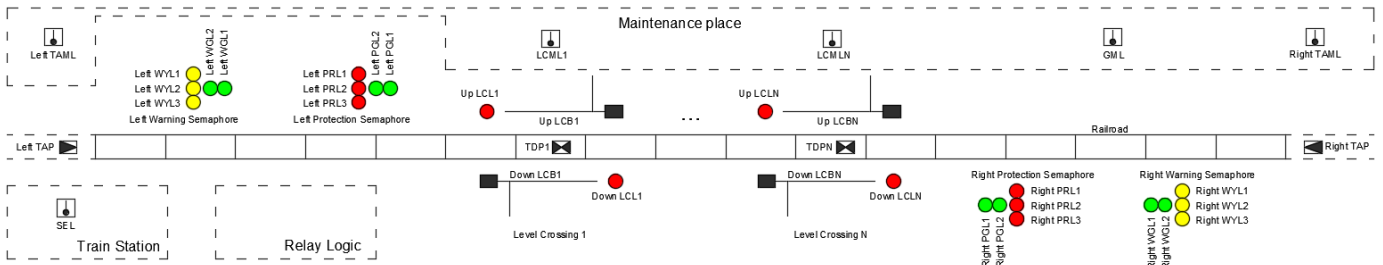 Maintenance place
Left TAML
Left WGL2
Left WGL1
Left PGL2
Left PGL1
LCML1
LCMLN
GML
Right TAML
Left WYL1
Left WYL2
Left WYL3
Left Warning Semaphore
Left PRL1
Left PRL2
Left PRL3
Left Protection Semaphore
Up LCL1
Up LCB1
...
Up LCLN
Up LCBN
Railroad
Left TAP
TDP1
TDPN
Right TAP
Down LCB1
Down LCL1
Level Crossing 1
Down LCBN
Down LCLN
Level Crossing N
Right Protection Semaphore
Right PRL1
Right PRL2
Right PRL3
Right PGL1
Right PGL2
Right Warning Semaphore
Right WYL1
Right WYL2
Right WYL3
Right WGL1
Right WGL2
SEL
Train Station
Relay Logic